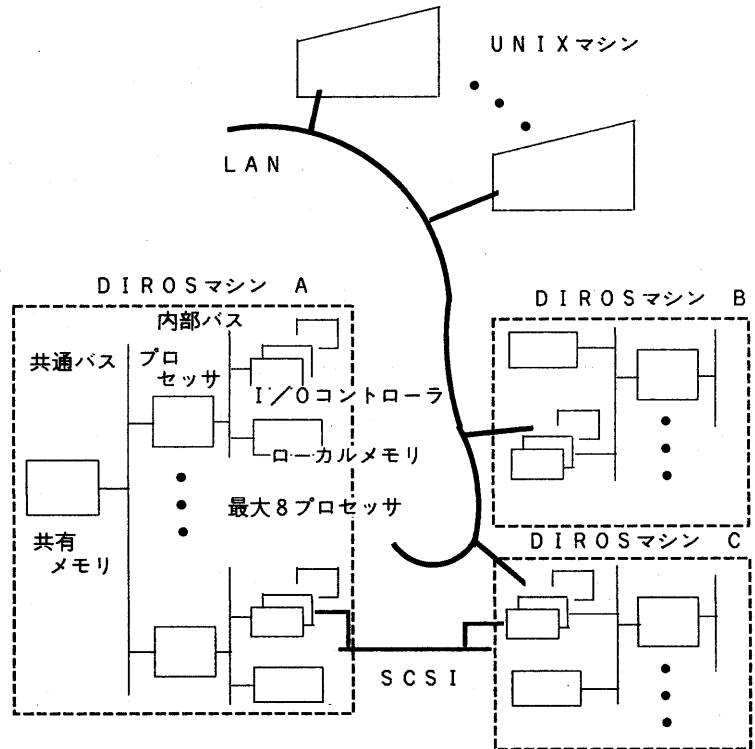 UNIXマシン
LAN
DIROSマシン A
内部バス
共通バス
プロ
セッサ
I/Oコントローラ
ローカルメモリ
最大8プロセッサ
共有
メモリ
DIROSマシン B
DIROSマシン C
SCSI